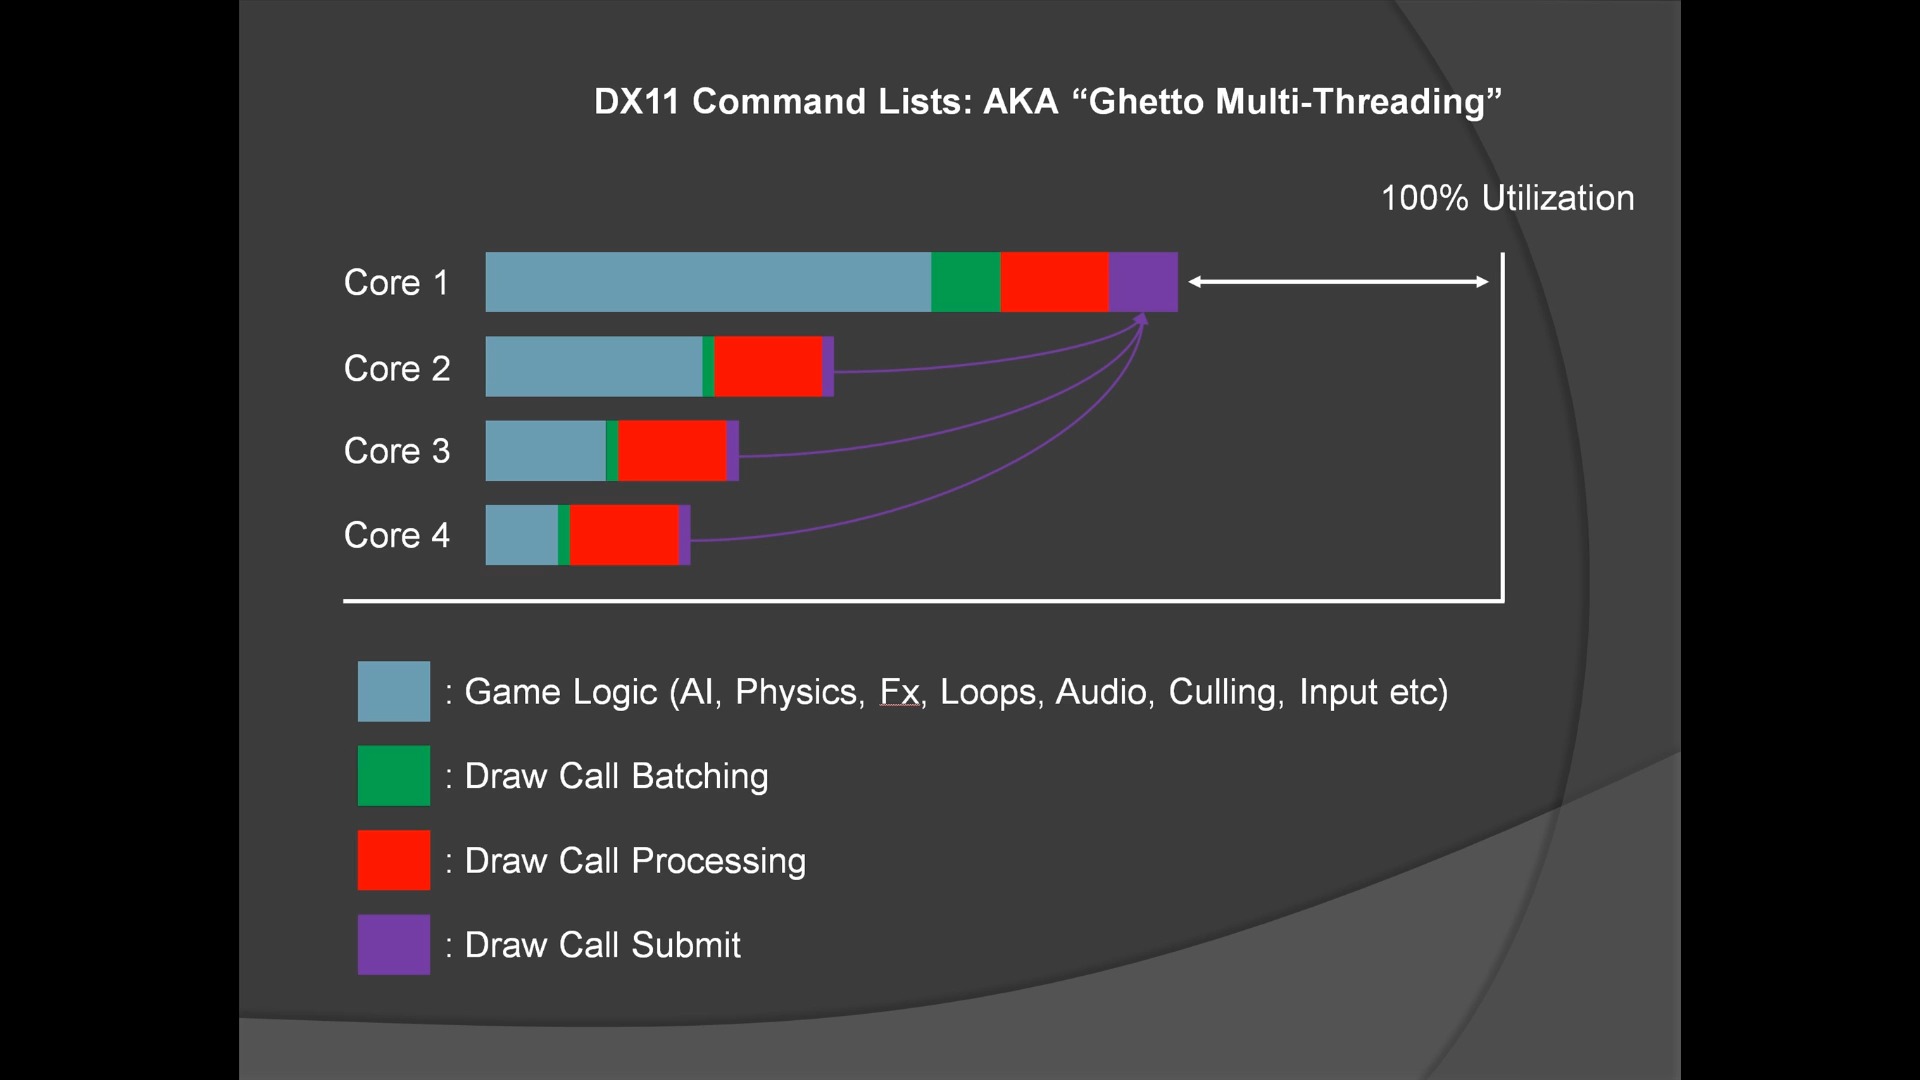 DX11 Command Lists: AKA “Ghetto Multi-Threading”
100% Utilization
Core 1
Core 2
Core 3
Core 4
: Game Logic (AI, Physics, Fx, Loops, Audio, Culling, Input etc)
: Draw Call Batching
: Draw Call Processing
: Draw Call Submit